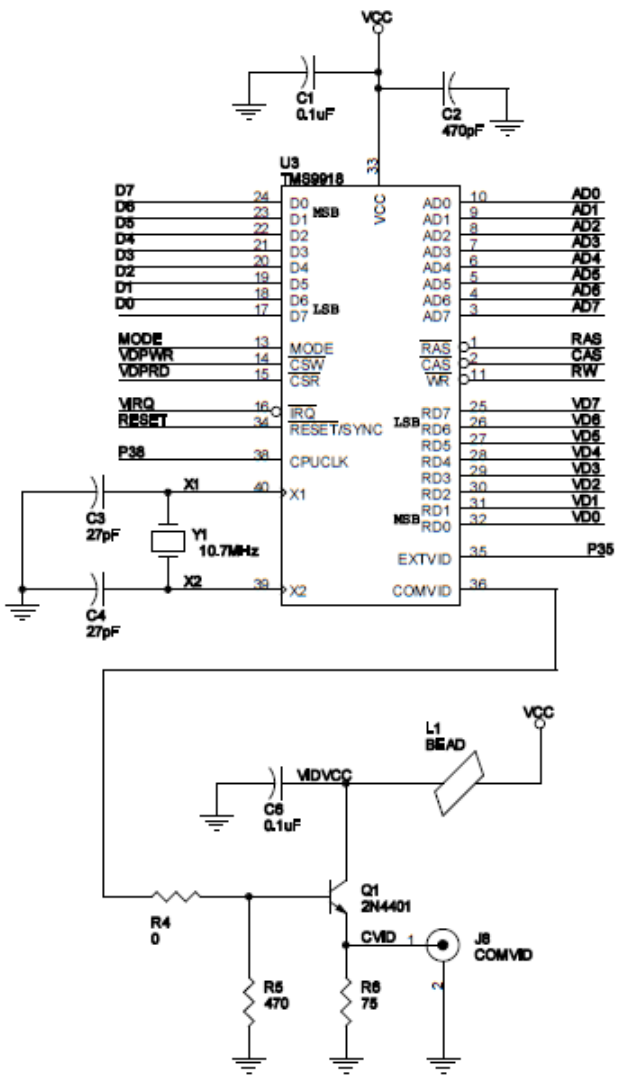 VCC
C1
0.1uF
C2
470pF
33
U3
TMS9918
VCC
D7 24 D0 MSB
D6 23 D1
D5 22 D2
D4 21 D3
D3 20 D4
D2 19 D5
D1 18 D6
D0 17 D7 LSB
MODE 13 MODE
VDPWR 14 CSW
VDPRD 15 CSR
VIRQ 16 IRQ
RESET 34 RESET/SYNC
P38 38 CPUCLK
X1 40 X1
C3
27pF
Y1
10.7MHz
X2 39 X2
C4
27pF
AD0 10 AD0
AD1 9 AD1
AD2 8 AD2
AD3 7 AD3
AD4 6 AD4
AD5 5 AD5
AD6 4 AD6
AD7 3 AD7
RAS 1 RAS
CAS 2 CAS
WR 11 RW
RD7 25 VD7
LSB RD6 26 VD6
RD5 27 VD5
RD4 28 VD4
RD3 29 VD3
RD2 30 VD2
RD1 31 VD1
MSB RD0 32 VD0
EXTVID 35 P35
COMVID 36
VCC
L1
BEAD
VIDVCC
C6
0.1uF
Q1
2N4401
R4
0
CVID 1
J8
COMVID
2
R5
470
R6
75